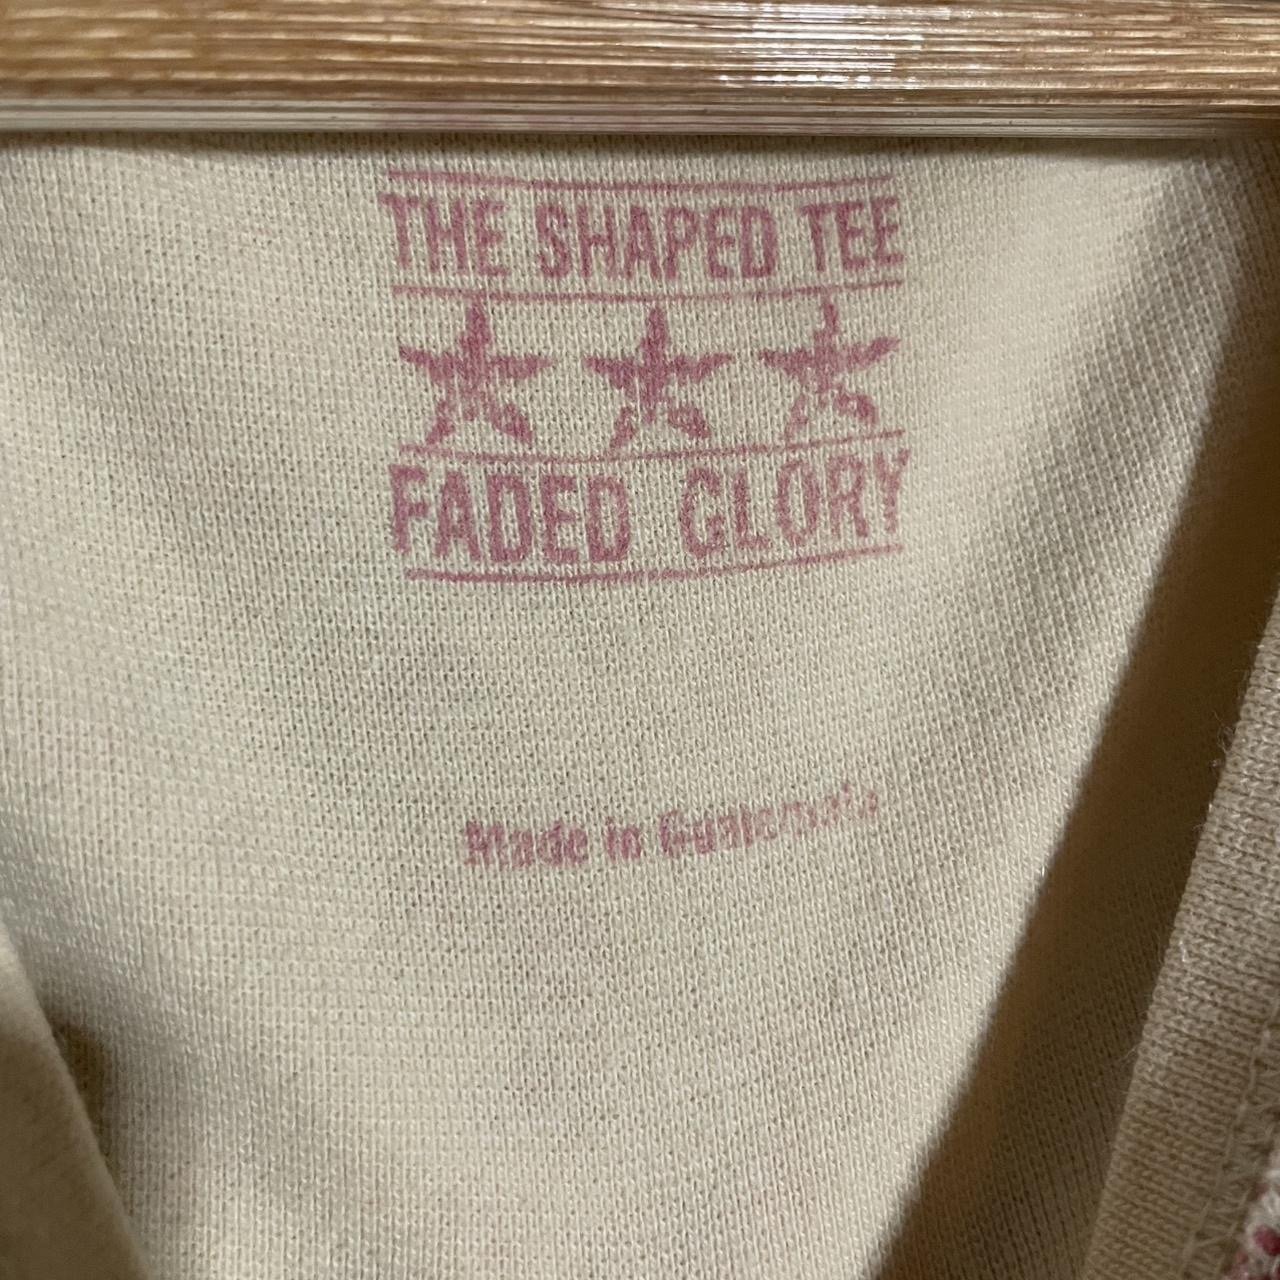 THE SHAPED TEE
FADED GLORY
Made in Guatemala